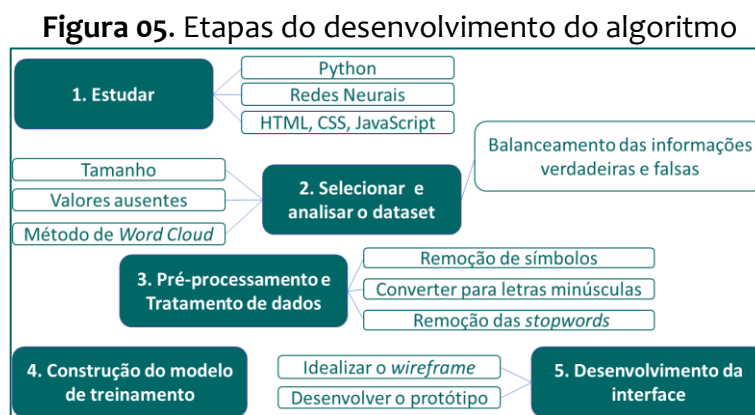 Figura 05. Etapas do desenvolvimento do algoritmo
1. Estudar
Python
Redes Neurais
HTML, CSS, JavaScript
Tamanho
Valores ausentes
Método de Word Cloud
2. Selecionar e
analisar o dataset
Balanceamento das informações
verdadeiras e falsas
3. Pré-processamento e
Tratamento de dados
Remoção de símbolos
Converter para letras minúsculas
Remoção das stopwords
4. Construção do modelo
de treinamento
Idealizar o wireframe
Desenvolver o protótipo
5. Desenvolvimento da
interface